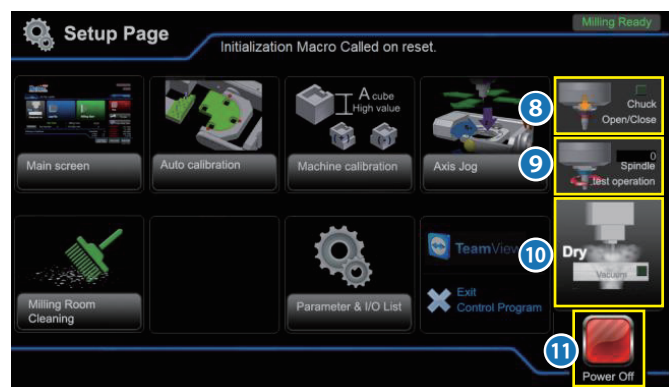 Setup Page
Milling Ready
Initialization Macro Called on reset.
Main screen
Auto calibration
A cube
High value
Machine calibration
Axis Jog
8
Chuck
Open/Close
9
0
Spindle
test operation
Milling Room
Cleaning
Parameter & I/O List
TeamView
Exit
Control Program
10
Dry
Vacuum
11
Power Off